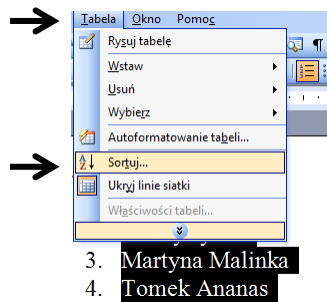 Tabela Okno Pomoc
Rysuj tabelę
Wstaw
Usuń
Wybierz
Autoformatowanie tabeli...
Sortuj...
Ukryj linie siatki
Właściwości tabeli...
3. Martyna Malinka
4. Tomek Ananas